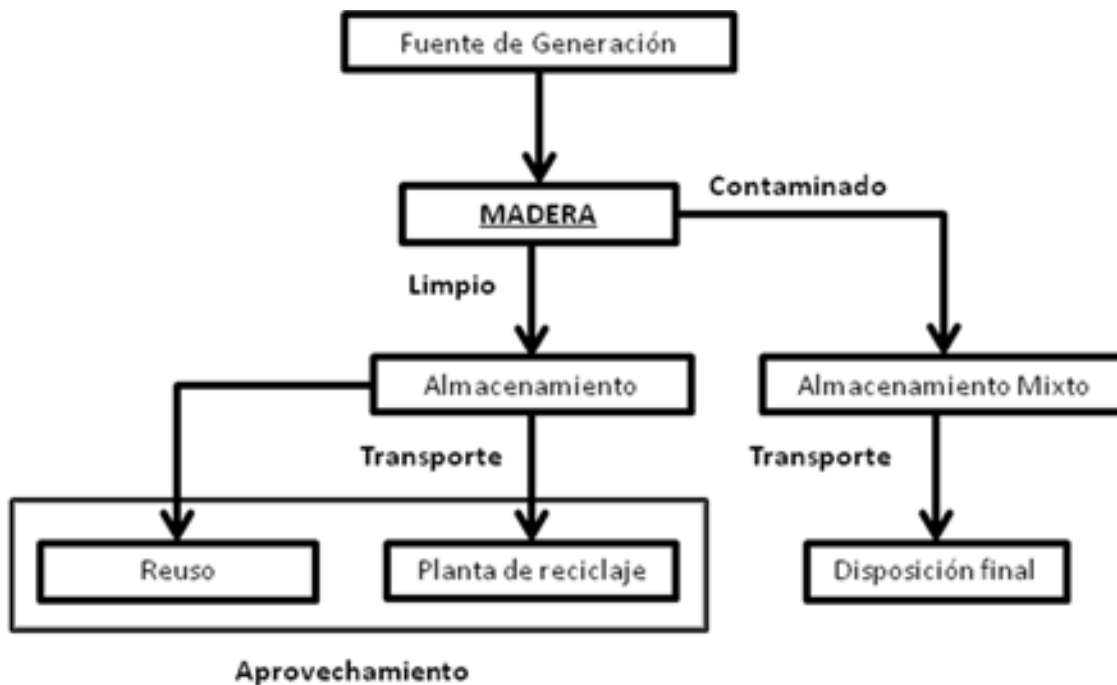 Fuente de Generación
Contaminado
MADERA
Limpio
Almacenamiento
Almacenamiento Mixto
Transporte
Transporte
Reuso
Planta de reciclaje
Disposición final
Aprovechamiento